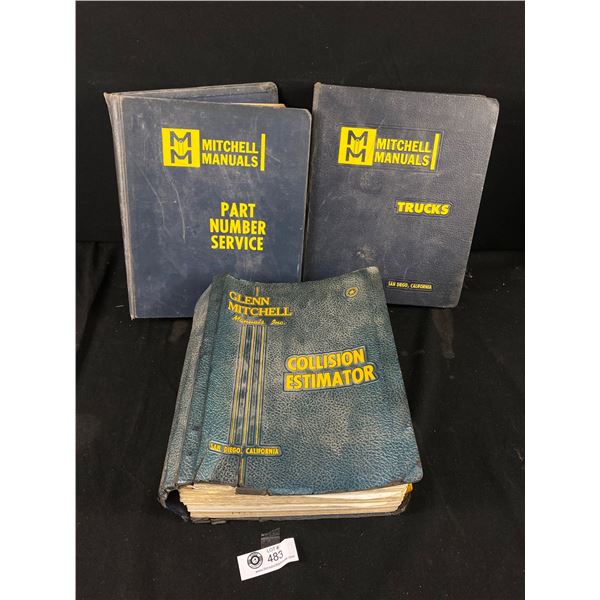 MITCHELL
MANUALS
PART
NUMBER
SERVICE
MITCHELL
MANUALS
TRUCKS
SAN DIEGO, CALIFORNIA
GLENN
MITCHELL
Manuals, Inc.
COLLISION
ESTIMATOR
SAN DIEGO, CALIFORNIA
LOT#
483